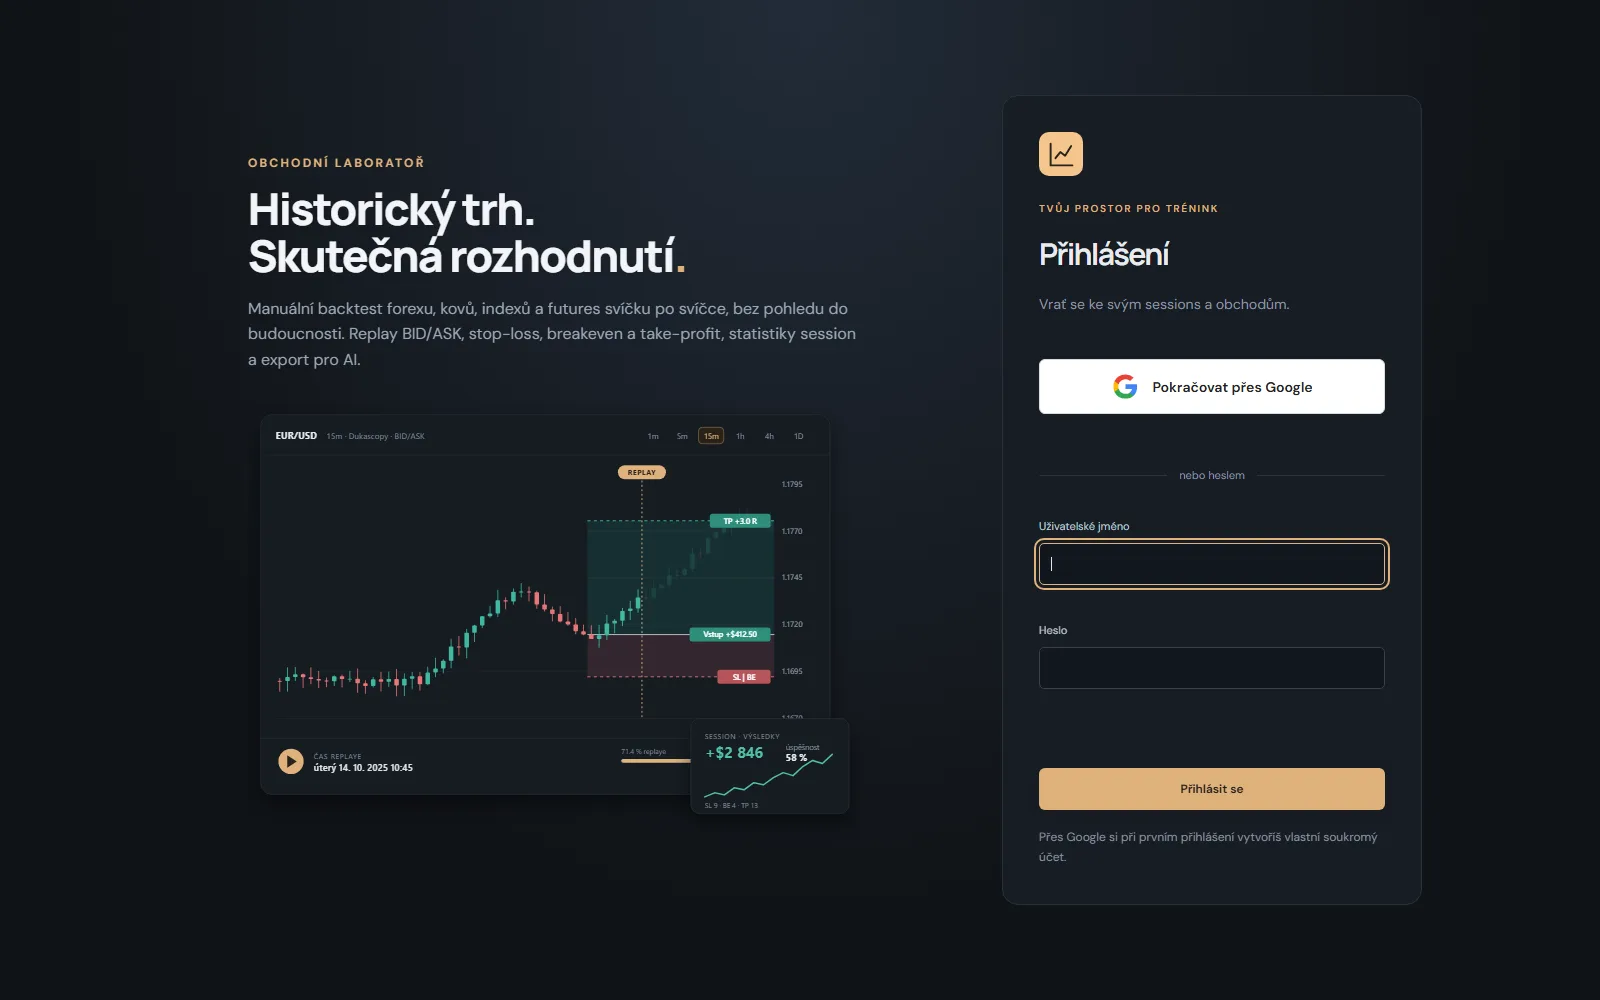 OBCHODNÍ LABORATOŘ
Historický trh.
Skutečná rozhodnutí.
Manuální backtest forexu, kovů, indexů a futures svíčku po svíčce, bez pohledu do
budoucnosti. Replay BID/ASK, stop-loss, breakeven a take-profit, statistiky session
a export pro AI.
EUR/USD 15m · Dukascopy · BID/ASK 1m 5m 15m 1h 4h 1D
REPLAY
1.1795
TP +3.0 R
1.1770
1.1745
1.1720
Vstup +$412.50
1.1695
SL | BE
1.1670
ČAS REPLAYE
úterý 14. 10. 2025 10:45
71.4 % replaye
SESSION · VÝSLEDKY
+$2 846
úspěšnost
58 %
SL 9 · BE 4 · TP 13
TVŮJ PROSTOR PRO TRÉNINK
Přihlášení
Vrať se ke svým sessions a obchodům.
Pokračovat přes Google
nebo heslem
Uživatelské jméno
Heslo
Přihlásit se
Přes Google si při prvním přihlášení vytvoříš vlastní soukromý
účet.